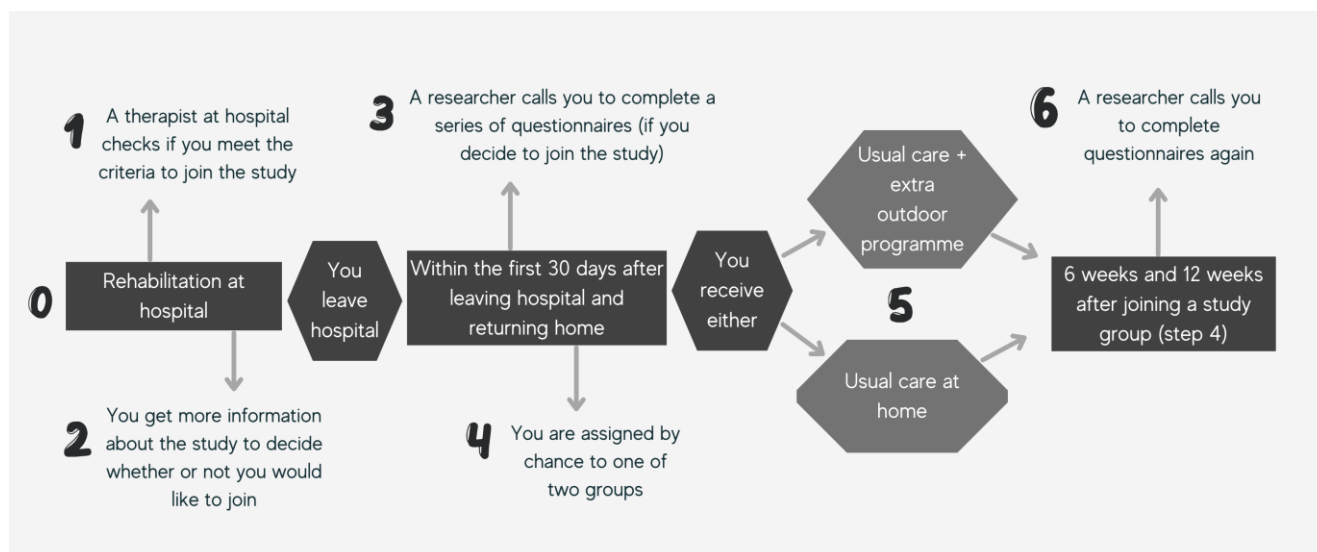 0
Rehabilitation at
hospital
1
A therapist at hospital
checks if you meet the
criteria to join the study
2
You get more information
about the study to decide
whether or not you would
like to join
You
leave
hospital
Within the first 30 days after
leaving hospital and
returning home
3
A researcher calls you to complete a
series of questionnaires (if you
decide to join the study)
4
You are assigned by
chance to one of
two groups
You
receive
either
5
Usual care +
extra
outdoor
programme
Usual care at
home
6 weeks and 12 weeks
after joining a study
group (step 4)
6
A researcher calls you
to complete
questionnaires again